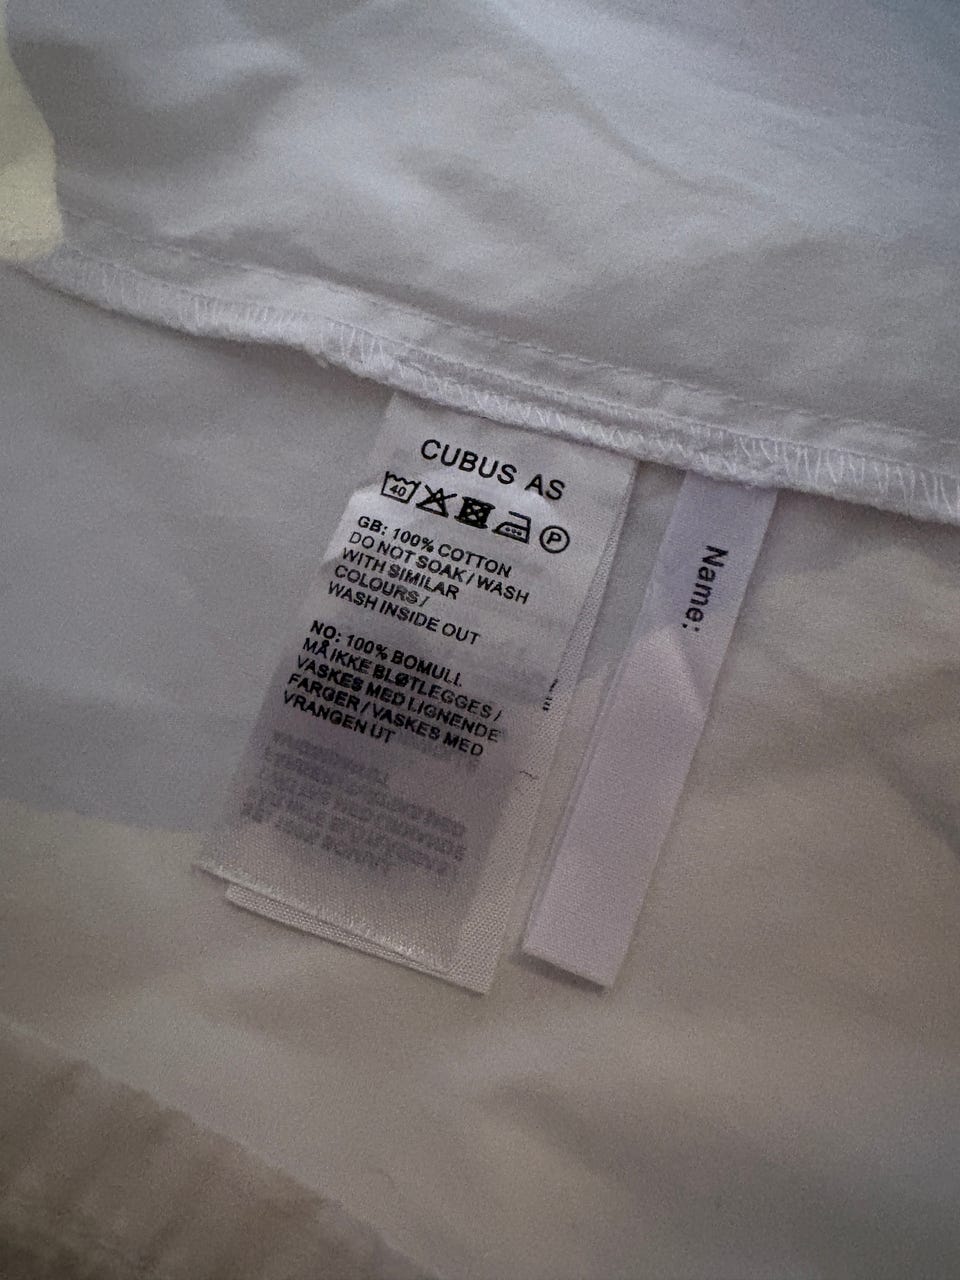 CUBUS AS
40 P
GB: 100% COTTON
DO NOT SOAK / WASH
WITH SIMILAR
COLOURS /
WASH INSIDE OUT
NO: 100% BOMULL
MÅ IKKE BLØTLEGGES /
VASKES MED LIGNENDE
FARGER / VASKES MED
VRANGEN UT
Name: